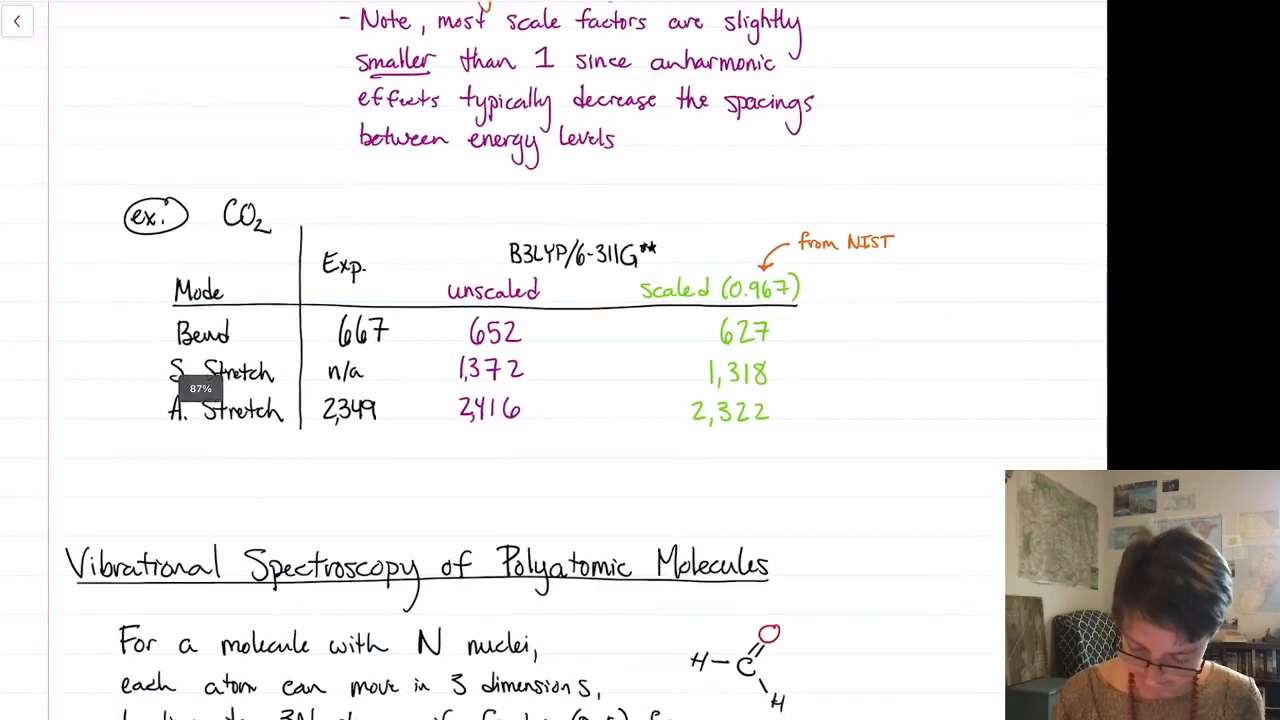 - Note, most scale factors are slightly
smaller than 1 since anharmonic
effects typically decrease the spacings
between energy levels
ex: CO2
from NIST
Exp. B3LYP/6-311G**
Mode unscaled scaled (0.967)
Bend 667 652 627
S. Stretch n/a 1,372 1,318
87%
A. Stretch 2,349 2,416 2,322
Vibrational Spectroscopy of Polyatomic Molecules
For a molecule with N nuclei,
each atom can move in 3 dimensions,
O
H C
H